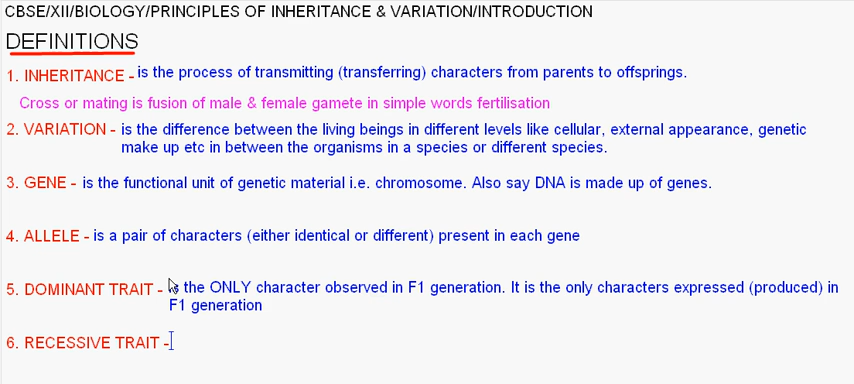 CBSE/XII/BIOLOGY/PRINCIPLES OF INHERITANCE & VARIATION/INTRODUCTION
DEFINITIONS
1. INHERITANCE - is the process of transmitting (transferring) characters from parents to offsprings.
Cross or mating is fusion of male & female gamete in simple words fertilisation
2. VARIATION - is the difference between the living beings in different levels like cellular, external appearance, genetic
make up etc in between the organisms in a species or different species.
3. GENE - is the functional unit of genetic material i.e. chromosome. Also say DNA is made up of genes.
4. ALLELE - is a pair of characters (either identical or different) present in each gene
5. DOMINANT TRAIT - is the ONLY character observed in F1 generation. It is the only characters expressed (produced) in
F1 generation
6. RECESSIVE TRAIT -